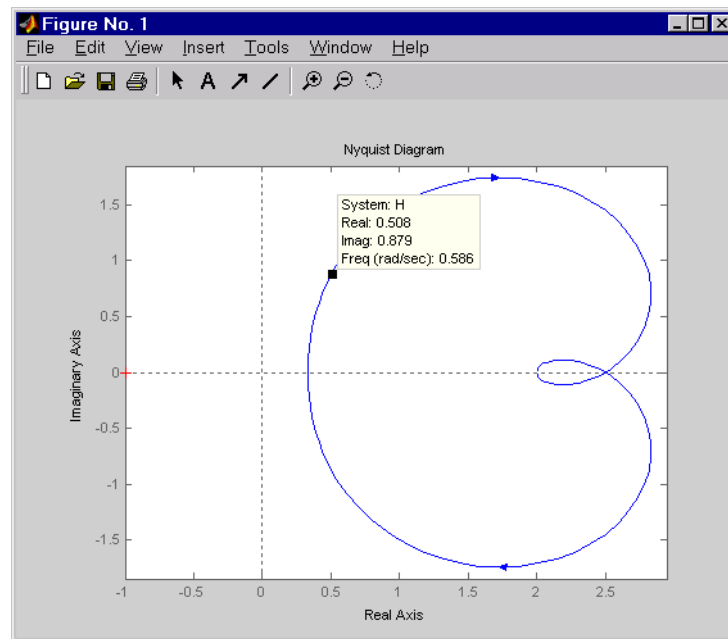 Figure No. 1
File Edit View Insert Tools Window Help
A
Nyquist Diagram
System: H
Real: 0.508
Imag: 0.879
Freq (rad/sec): 0.586
1.5
1
0.5
0
-0.5
-1
-1.5
Imaginary Axis
-1 -0.5 0 0.5 1 1.5 2 2.5
Real Axis